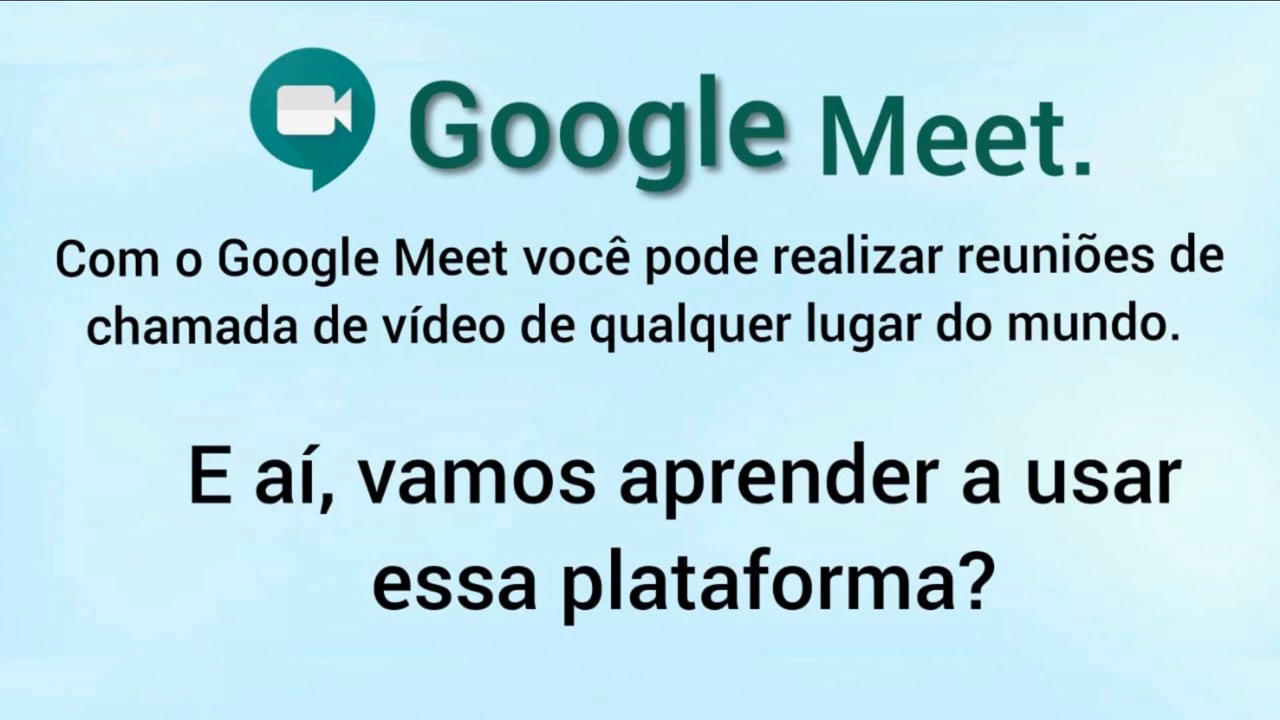 Google Meet.
Com o Google Meet você pode realizar reuniões de
chamada de vídeo de qualquer lugar do mundo.
E aí, vamos aprender a usar
essa plataforma?